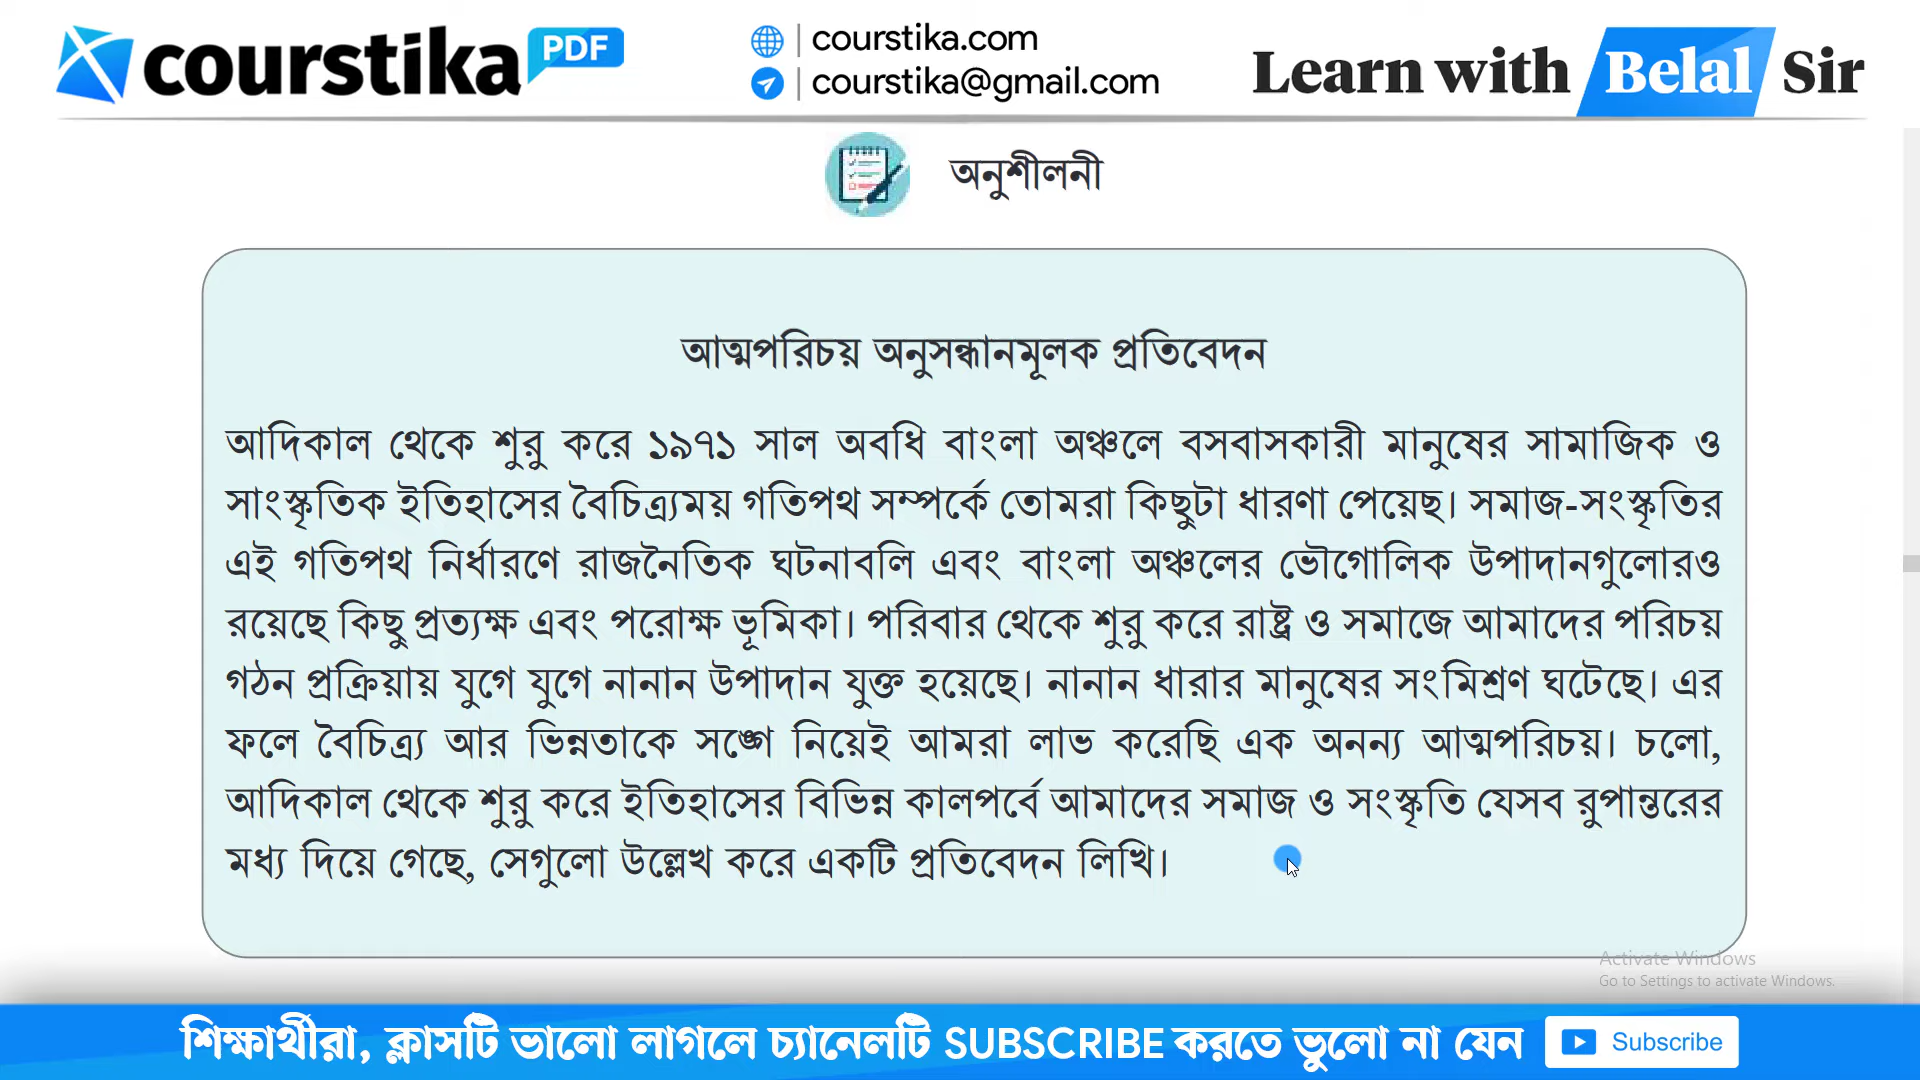 courstika PDF
| courstika.com
| courstika@gmail.com
Learn with Belal Sir
অনুশীলনী
আত্মপরিচয় অনুসন্ধানমূলক প্রতিবেদন
আদিকাল থেকে শুরু করে ১৯৭১ সাল অবধি বাংলা অঞ্চলে বসবাসকারী মানুষের সামাজিক ও
সাংস্কৃতিক ইতিহাসের বৈচিত্র্যময় গতিপথ সম্পর্কে তোমরা কিছুটা ধারণা পেয়েছ। সমাজ-সংস্কৃতির
এই গতিপথ নির্ধারণে রাজনৈতিক ঘটনাবলি এবং বাংলা অঞ্চলের ভৌগোলিক উপাদানগুলোরও
রয়েছে কিছু প্রত্যক্ষ এবং পরোক্ষ ভূমিকা। পরিবার থেকে শুরু করে রাষ্ট্র ও সমাজে আমাদের পরিচয়
গঠন প্রক্রিয়ায় যুগে যুগে নানান উপাদান যুক্ত হয়েছে। নানান ধারার মানুষের সংমিশ্রণ ঘটেছে। এর
ফলে বৈচিত্র্য আর ভিন্নতাকে সঙ্গে নিয়েই আমরা লাভ করেছি এক অনন্য আত্মপরিচয়। চলো,
আদিকাল থেকে শুরু করে ইতিহাসের বিভিন্ন কালপর্বে আমাদের সমাজ ও সংস্কৃতি যেসব রুপান্তরের
মধ্য দিয়ে গেছে, সেগুলো উল্লেখ করে একটি প্রতিবেদন লিখি।
Activate Windows
Go to Settings to activate Windows.
শিক্ষার্থীরা, ক্লাসটি ভালো লাগলে চ্যানেলটি SUBSCRIBE করতে ভুলো না যেন
Subscribe